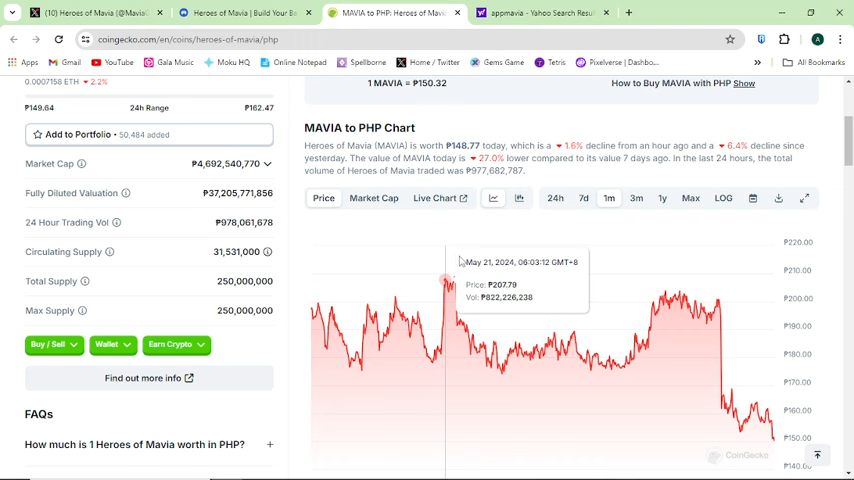 (10) Heroes of Mavia (@Mavia
Heroes of Mavia | Build Your Ba
MAVIA to PHP: Heroes of Mavi
appmavia - Yahoo Search Resul
coingecko.com/en/coins/heroes-of-mavia/php
A
Apps
Gmail
YouTube
Gala Music
Moku HQ
Online Notepad
Spellborne
Home / Twitter
Gems Game
Tetris
Pixelverse | Dashbo...
»
All Bookmarks
0.0007158 ETH ▼ 2.2%
₱149.64 24h Range ₱162.47
Add to Portfolio • 50,484 added
Market Cap ₱4,692,540,770
Fully Diluted Valuation ₱37,205,771,856
24 Hour Trading Vol ₱978,061,678
Circulating Supply 31,531,000
Total Supply 250,000,000
Max Supply 250,000,000
Buy / Sell
Wallet
Earn Crypto
Find out more info
FAQs
How much is 1 Heroes of Mavia worth in PHP? +
1 MAVIA = ₱150.32
How to Buy MAVIA with PHP Show
MAVIA to PHP Chart
Heroes of Mavia (MAVIA) is worth ₱148.77 today, which is a ▼ 1.6% decline from an hour ago and a ▼ 6.4% decline since
yesterday. The value of MAVIA today is ▼ 27.0% lower compared to its value 7 days ago. In the last 24 hours, the total
volume of Heroes of Mavia traded was ₱977,682,787.
Price
Market Cap
Live Chart
24h
7d
1m
3m
1y
Max
LOG
May 21, 2024, 06:03:12 GMT+8
Price: ₱207.79
Vol: ₱822,226,238
₱220.00
₱210.00
₱200.00
₱190.00
₱180.00
₱170.00
₱160.00
₱150.00
₱140.00
CoinGecko